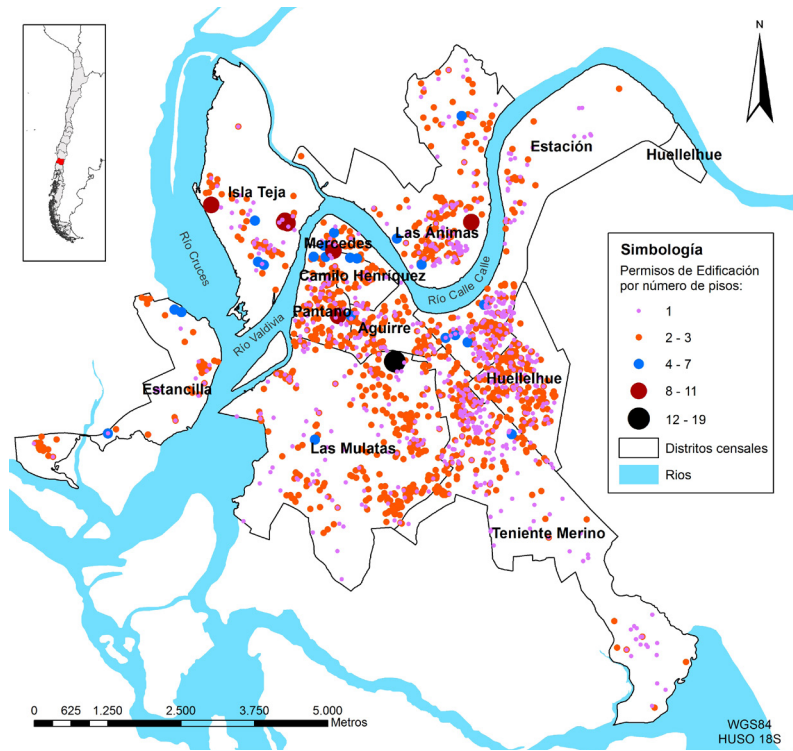 N
Estación
Huellelhue
Isla Teja
Las Ánimas
Mercedes
Río Cruces
Camilo Henríquez
Río Calle Calle
Pantano
Río Valdivia
Aguirre
Estancilla
Huellelhue
Las Mulatas
Teniente Merino
Simbología
Permisos de Edificación
por número de pisos:
1
2 - 3
4 - 7
8 - 11
12 - 19
Distritos censales
Ríos
0 625 1.250 2.500 3.750 5.000
Metros
WGS84
HUSO 18S